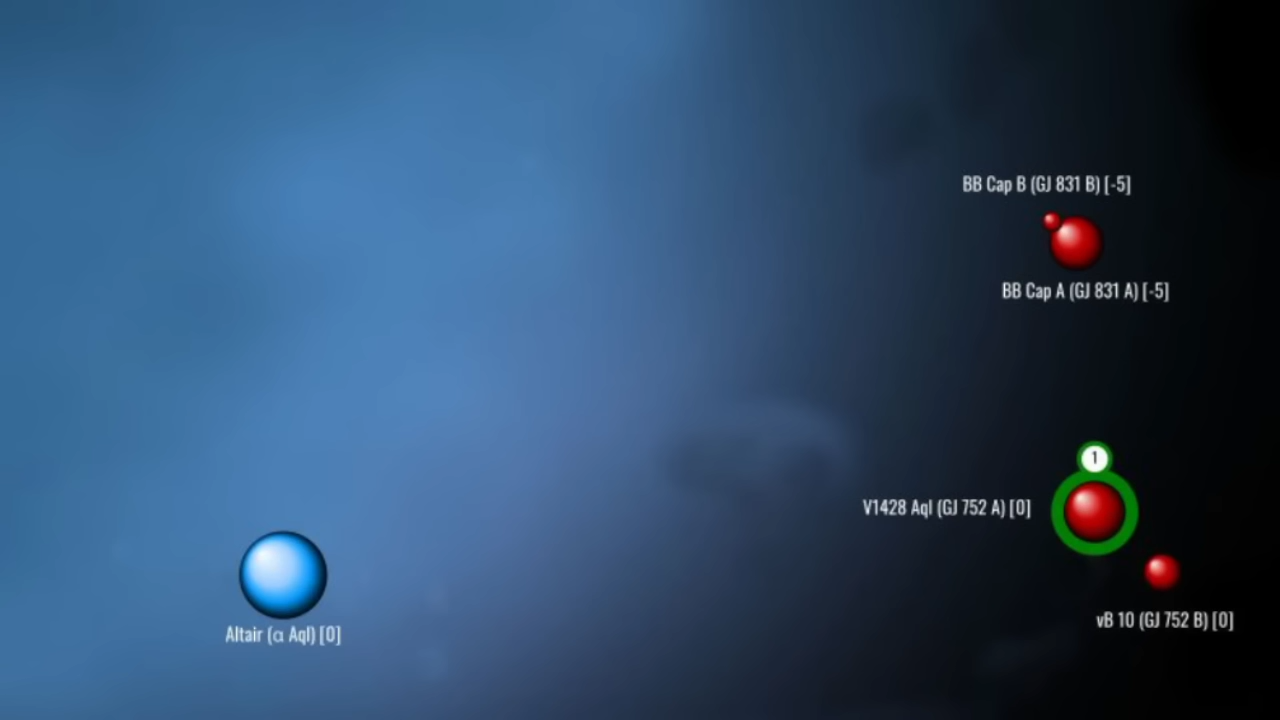 BB Cap B (GJ 831 B) [-5]
BB Cap A (GJ 831 A) [-5]
1
V1428 Aql (GJ 752 A) [0]
vB 10 (GJ 752 B) [0]
Altair (α Aql) [0]